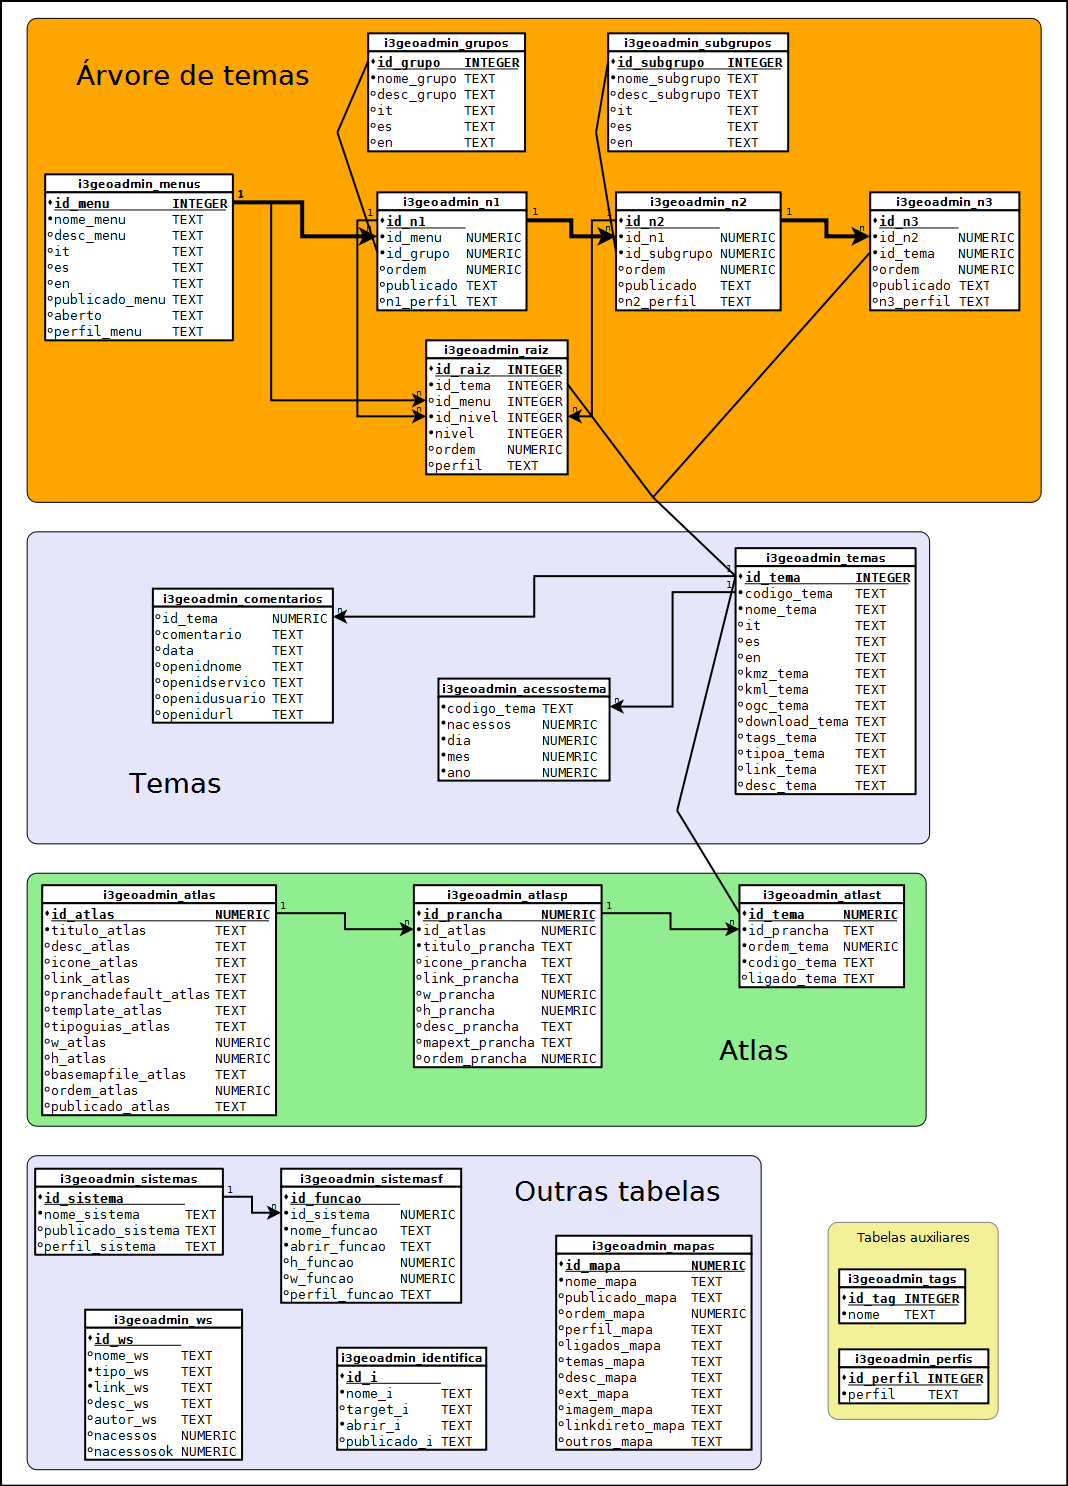 Árvore de temas
i3geoadmin_grupos
id_grupo INTEGER
nome_grupo TEXT
desc_grupo TEXT
it TEXT
es TEXT
en TEXT
i3geoadmin_subgrupos
id_subgrupo INTEGER
nome_subgrupo TEXT
desc_subgrupo TEXT
it TEXT
es TEXT
en TEXT
i3geoadmin_menus
id_menu INTEGER
nome_menu TEXT
desc_menu TEXT
it TEXT
es TEXT
en TEXT
publicado_menu TEXT
aberto TEXT
perfil_menu TEXT
1
i3geoadmin_n1
id_n1
id_menu NUMERIC
id_grupo NUMERIC
ordem NUMERIC
publicado TEXT
n1_perfil TEXT
1
n
1
i3geoadmin_n2
id_n2
id_n1 NUMERIC
id_subgrupo NUMERIC
ordem NUMERIC
publicado TEXT
n2_perfil TEXT
1
n
1
i3geoadmin_n3
id_n3
id_n2 NUMERIC
id_tema NUMERIC
ordem NUMERIC
publicado TEXT
n3_perfil TEXT
n
i3geoadmin_raiz
id_raiz INTEGER
id_tema INTEGER
id_menu INTEGER
id_nivel INTEGER
nivel INTEGER
ordem NUMERIC
perfil TEXT
n
n
n
i3geoadmin_temas
id_tema INTEGER
codigo_tema TEXT
nome_tema TEXT
it TEXT
es TEXT
en TEXT
kmz_tema TEXT
kml_tema TEXT
ogc_tema TEXT
download_tema TEXT
tags_tema TEXT
tipoa_tema TEXT
link_tema TEXT
desc_tema TEXT
1
1
i3geoadmin_comentarios
id_tema NUMERIC
comentario TEXT
data TEXT
openidnome TEXT
openidservico TEXT
openidusuario TEXT
openidurl TEXT
n
i3geoadmin_acessostema
codigo_tema TEXT
nacessos NUEMRIC
dia NUMERIC
mes NUEMRIC
ano NUMERIC
n
Temas
i3geoadmin_atlas
id_atlas NUMERIC
titulo_atlas TEXT
desc_atlas TEXT
icone_atlas TEXT
link_atlas TEXT
pranchadefault_atlas TEXT
template_atlas TEXT
tipoguias_atlas TEXT
w_atlas NUMERIC
h_atlas NUMERIC
basemapfile_atlas TEXT
ordem_atlas NUMERIC
publicado_atlas TEXT
1
n
i3geoadmin_atlasp
id_prancha NUMERIC
id_atlas NUMERIC
titulo_prancha TEXT
icone_prancha TEXT
link_prancha TEXT
w_prancha NUMERIC
h_prancha NUEMRIC
desc_prancha TEXT
mapext_prancha TEXT
ordem_prancha NUMERIC
1
n
i3geoadmin_atlast
id_tema NUMERIC
id_prancha TEXT
ordem_tema NUMERIC
codigo_tema TEXT
ligado_tema TEXT
Atlas
i3geoadmin_sistemas
id_sistema
nome_sistema TEXT
publicado_sistema TEXT
perfil_sistema TEXT
1
n
i3geoadmin_sistemasf
id_funcao
id_sistema NUMERIC
nome_funcao TEXT
abrir_funcao TEXT
h_funcao NUMERIC
w_funcao NUMERIC
perfil_funcao TEXT
Outras tabelas
i3geoadmin_mapas
id_mapa NUMERIC
nome_mapa TEXT
publicado_mapa TEXT
ordem_mapa NUMERIC
perfil_mapa TEXT
ligados_mapa TEXT
temas_mapa TEXT
desc_mapa TEXT
ext_mapa TEXT
imagem_mapa TEXT
linkdireto_mapa TEXT
outros_mapa TEXT
i3geoadmin_ws
id_ws
nome_ws TEXT
tipo_ws TEXT
link_ws TEXT
desc_ws TEXT
autor_ws TEXT
nacessos NUMERIC
nacessosok NUMERIC
i3geoadmin_identifica
id_i
nome_i TEXT
target_i TEXT
abrir_i TEXT
publicado_i TEXT
Tabelas auxiliares
i3geoadmin_tags
id_tag INTEGER
nome TEXT
i3geoadmin_perfis
id_perfil INTEGER
perfil TEXT